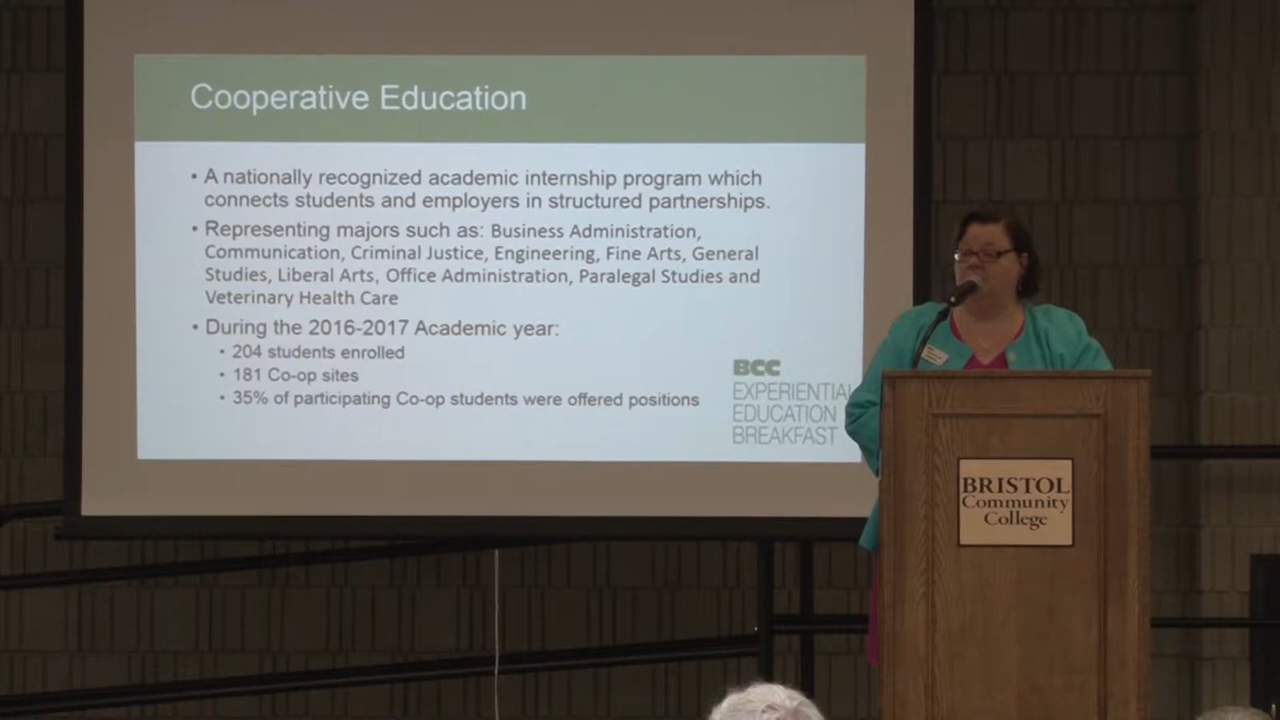 Cooperative Education
• A nationally recognized academic internship program which
connects students and employers in structured partnerships.
• Representing majors such as: Business Administration,
Communication, Criminal Justice, Engineering, Fine Arts, General
Studies, Liberal Arts, Office Administration, Paralegal Studies and
Veterinary Health Care
• During the 2016-2017 Academic year:
• 204 students enrolled
• 181 Co-op sites
• 35% of participating Co-op students were offered positions
BCC
EXPERIENTIAL
EDUCATION
BREAKFAST
BRISTOL
Community
College